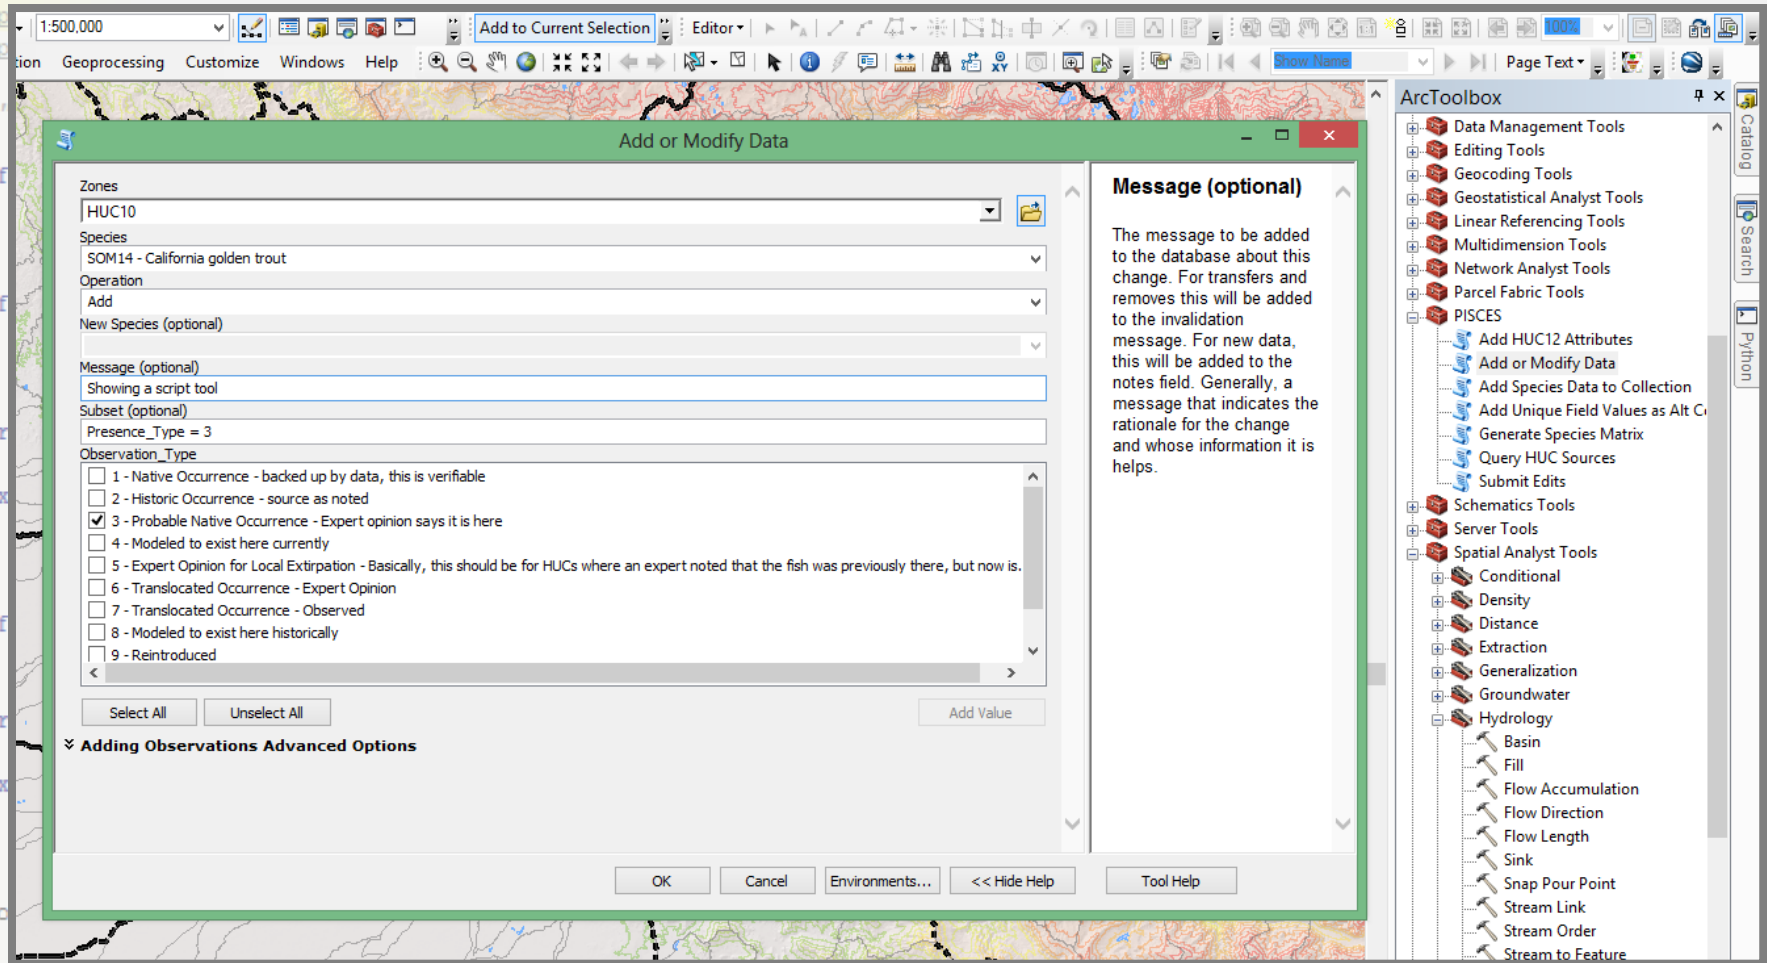 1:500,000
Add to Current Selection
Editor
100%
tion Geoprocessing Customize Windows Help
Show Name
Page Text
Add or Modify Data
Zones
HUC10
Species
SOM14 - California golden trout
Operation
Add
New Species (optional)
Message (optional)
Showing a script tool
Subset (optional)
Presence_Type = 3
Observation_Type
1 - Native Occurrence - backed up by data, this is verifiable
2 - Historic Occurrence - source as noted
3 - Probable Native Occurrence - Expert opinion says it is here
4 - Modeled to exist here currently
5 - Expert Opinion for Local Extirpation - Basically, this should be for HUCs where an expert noted that the fish was previously there, but now is.
6 - Translocated Occurrence - Expert Opinion
7 - Translocated Occurrence - Observed
8 - Modeled to exist here historically
9 - Reintroduced
Select All
Unselect All
Add Value
Adding Observations Advanced Options
OK
Cancel
Environments...
<< Hide Help
Tool Help
Message (optional)
The message to be added
to the database about this
change. For transfers and
removes this will be added
to the invalidation
message. For new data,
this will be added to the
notes field. Generally, a
message that indicates the
rationale for the change
and whose information it is
helps.
ArcToolbox
Data Management Tools
Editing Tools
Geocoding Tools
Geostatistical Analyst Tools
Linear Referencing Tools
Multidimension Tools
Network Analyst Tools
Parcel Fabric Tools
PISCES
Add HUC12 Attributes
Add or Modify Data
Add Species Data to Collection
Add Unique Field Values as Alt C
Generate Species Matrix
Query HUC Sources
Submit Edits
Schematics Tools
Server Tools
Spatial Analyst Tools
Conditional
Density
Distance
Extraction
Generalization
Groundwater
Hydrology
Basin
Fill
Flow Accumulation
Flow Direction
Flow Length
Sink
Snap Pour Point
Stream Link
Stream Order
Stream to Feature
Catalog
Search
Python